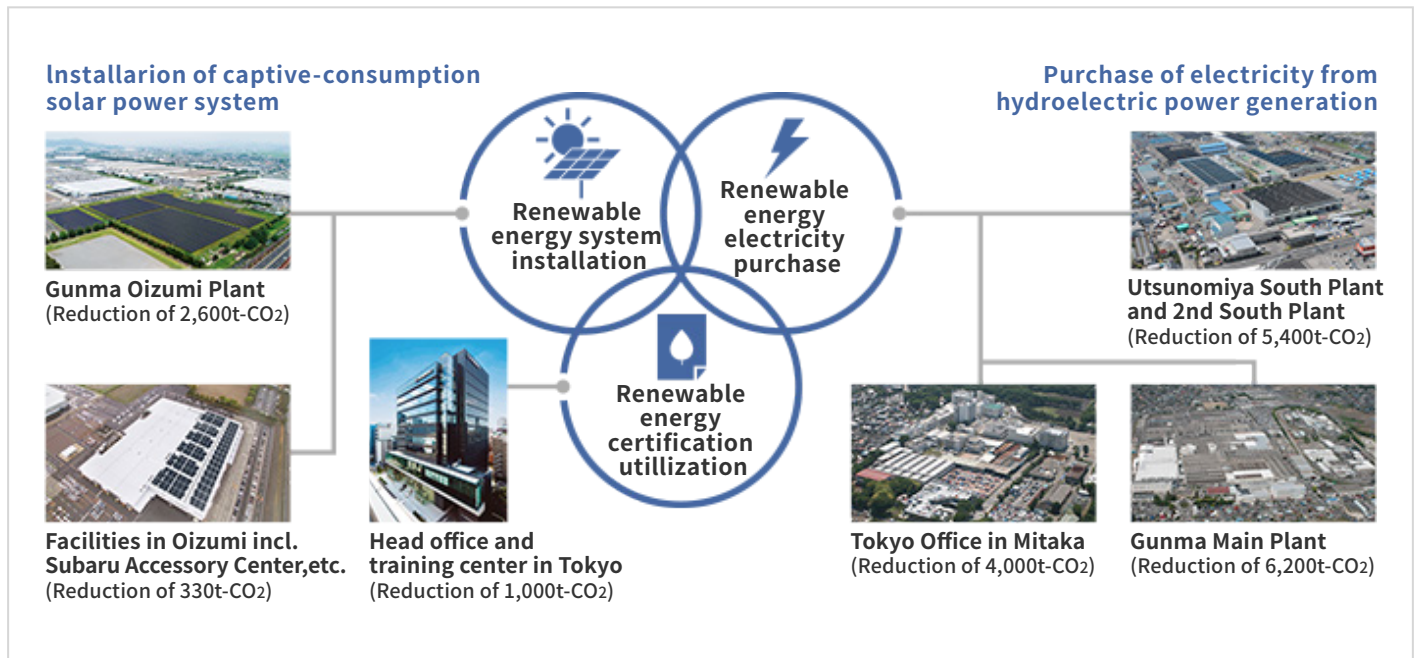 Installarion of captive-consumption
solar power system
Gunma Oizumi Plant
(Reduction of 2,600t-CO2)
Facilities in Oizumi incl.
Subaru Accessory Center,etc.
(Reduction of 330t-CO2)
Head office and
training center in Tokyo
(Reduction of 1,000t-CO2)
Renewable
energy system
installation
Renewable
energy
electricity
purchase
Renewable
energy
certification
utillization
Purchase of electricity from
hydroelectric power generation
Utsunomiya South Plant
and 2nd South Plant
(Reduction of 5,400t-CO2)
Tokyo Office in Mitaka
(Reduction of 4,000t-CO2)
Gunma Main Plant
(Reduction of 6,200t-CO2)